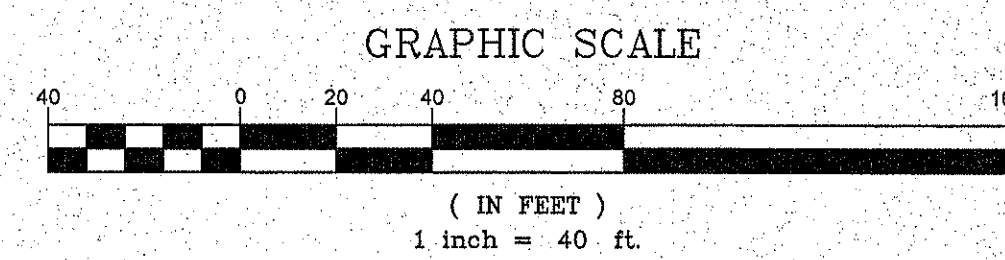 GRAPHIC SCALE
40 0 20 40 80
( IN FEET )
1 inch = 40 ft.